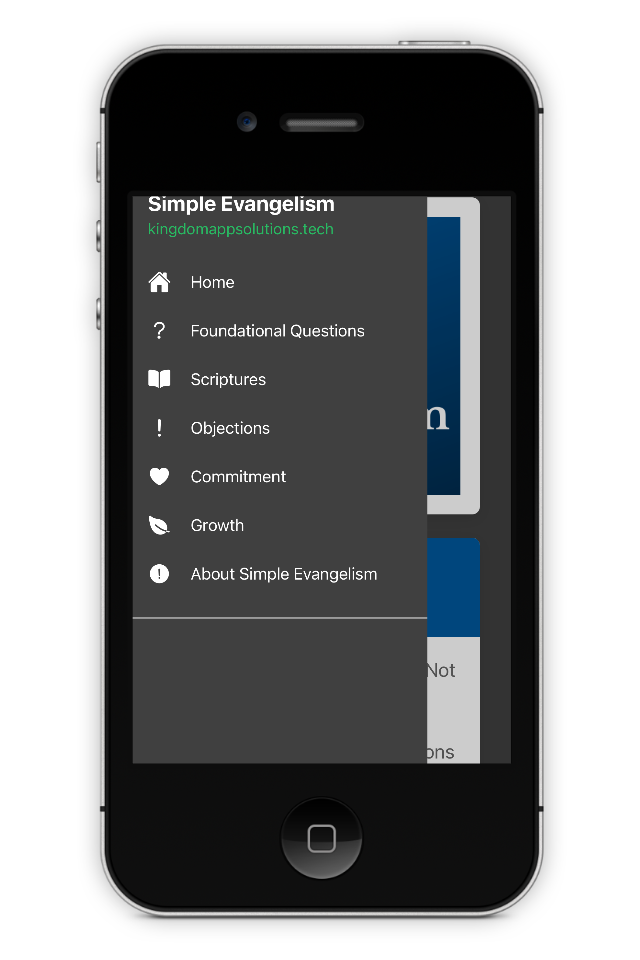 Simple Evangelism
kingdomappsolutions.tech
Home
? Foundational Questions
Scriptures
! Objections
Commitment
Growth
! About Simple Evangelism
m
Not
ons